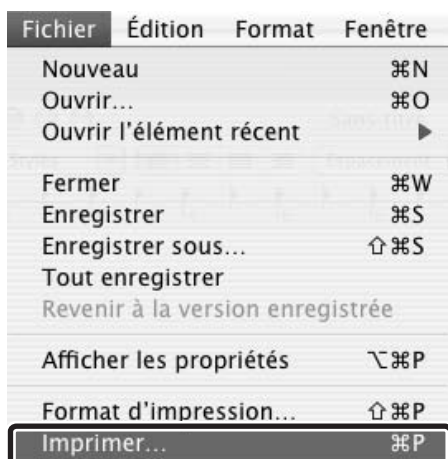 Fichier Édition Format Fenêtre
Nouveau ⌘N
Ouvrir... ⌘O
Ouvrir l'élément récent ▶
Fermer ⌘W
Enregistrer ⌘S
Enregistrer sous... ⇧⌘S
Tout enregistrer
Revenir à la version enregistrée
Afficher les propriétés ⌥⌘P
Format d'impression... ⇧⌘P
Imprimer... ⌘P